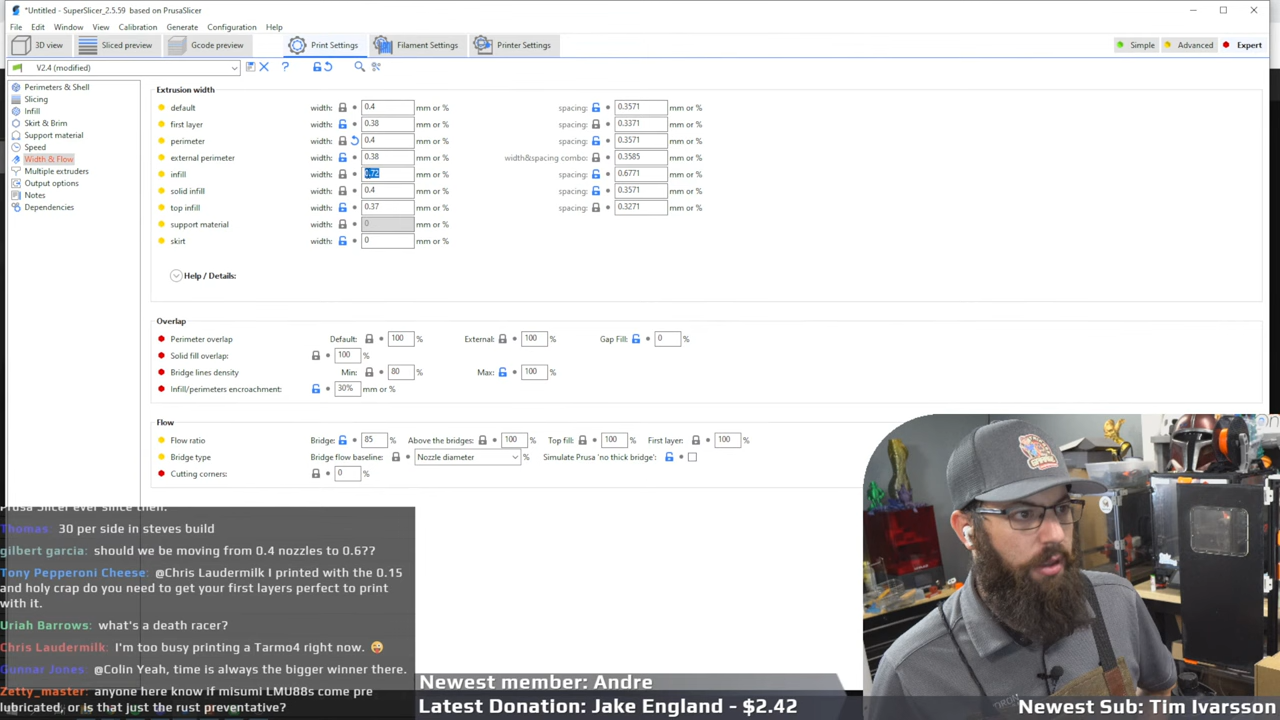 *Untitled - SuperSlicer_2.5.59 based on PrusaSlicer
File Edit Window View Calibration Generate Configuration Help
3D view Sliced preview Gcode preview Print Settings Filament Settings Printer Settings Simple Advanced Expert
V2.4 (modified)
Perimeters & Shell
Slicing
Infill
Skirt & Brim
Support material
Speed
Width & Flow
Multiple extruders
Output options
Notes
Dependencies
Extrusion width
default width: 0.4 mm or % spacing: 0.3571 mm or %
first layer width: 0.38 mm or % spacing: 0.3371 mm or %
perimeter width: 0.4 mm or % spacing: 0.3571 mm or %
external perimeter width: 0.38 mm or % width&spacing combo: 0.3585 mm or %
infill width: 0.72 mm or % spacing: 0.6771 mm or %
solid infill width: 0.4 mm or % spacing: 0.3571 mm or %
top infill width: 0.37 mm or % spacing: 0.3271 mm or %
support material width: 0 mm or %
skirt width: 0 mm or %
Help / Details:
Overlap
Perimeter overlap Default: 100 % External: 100 % Gap Fill: 0 %
Solid fill overlap: 100 %
Bridge lines density Min: 80 % Max: 100 %
Infill/perimeters encroachment: 30% mm or %
Flow
Flow ratio Bridge: 85 % Above the bridges: 100 % Top fill: 100 % First layer: 100 %
Bridge type Bridge flow baseline: Nozzle diameter % Simulate Prusa 'no thick bridge':
Cutting corners: 0 %
Prusa Slicer ever since then.
Thomas: 30 per side in steves build
gilbert garcia: should we be moving from 0.4 nozzles to 0.6??
Tony Pepperoni Cheese: @Chris Laudermilk I printed with the 0.15
and holy crap do you need to get your first layers perfect to print
with it.
Uriah Barrows: what's a death racer?
Chris Laudermilk: I'm too busy printing a Tarmo4 right now. 😜
Gunnar Jones: @Colin Yeah, time is always the bigger winner there.
Zetty_master: anyone here know if misumi LMU88s come pre
lubricated, or is that just the rust preventative?
Newest member: Andre
Latest Donation: Jake England - $2.42
Newest Sub: Tim Ivarsson